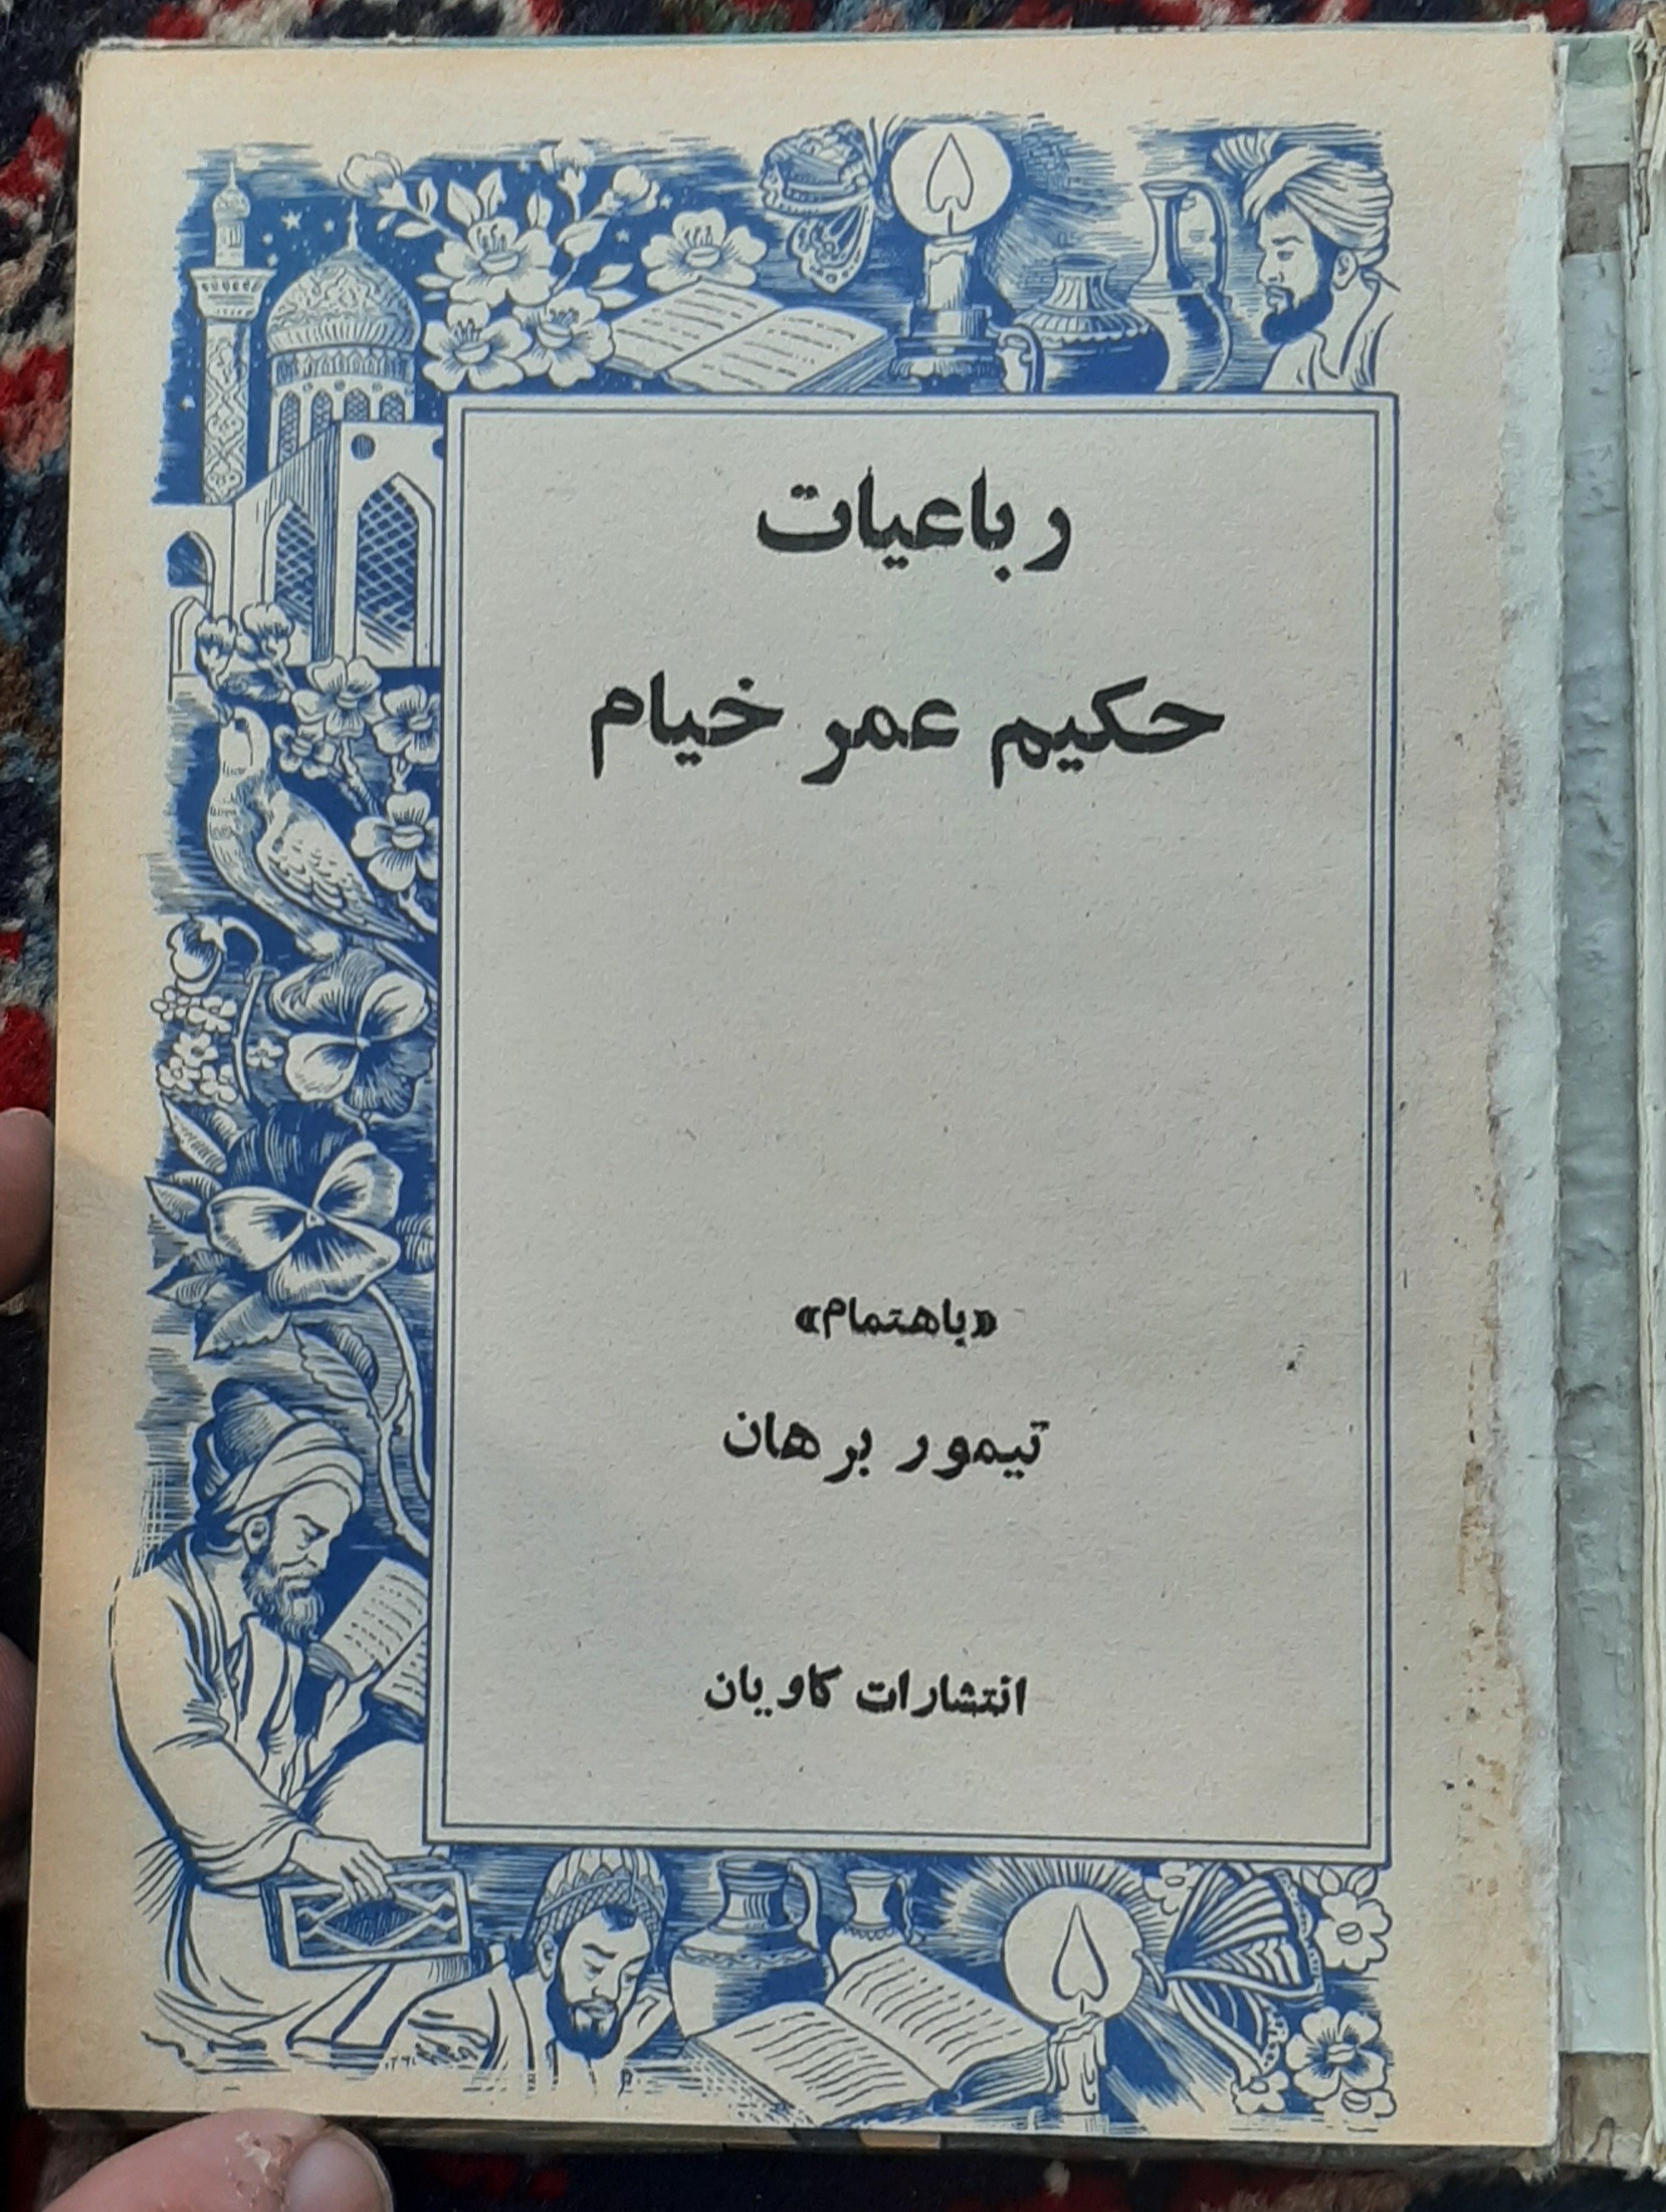 رباعیات
حکیم عمر خیام
«باهتمام»
تیمور برهان
انتشارات کاویان